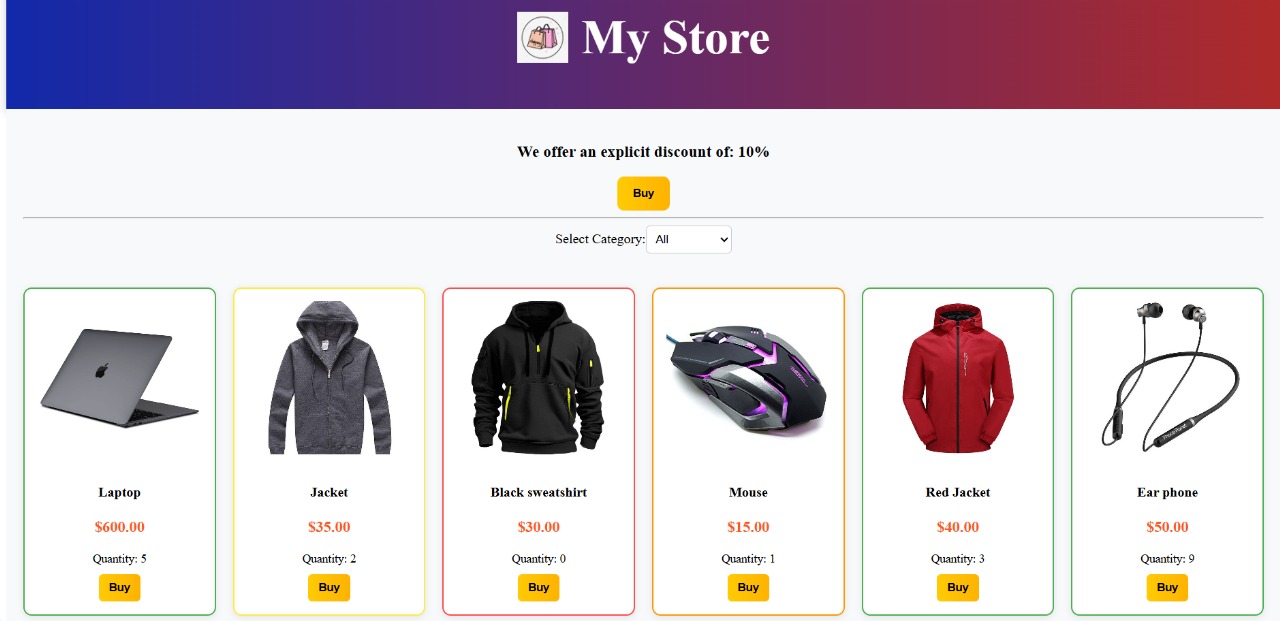 My Store
We offer an explicit discount of: 10%
Buy
Select Category: All
Laptop
$600.00
Quantity: 5
Buy
Jacket
$35.00
Quantity: 2
Buy
Black sweatshirt
$30.00
Quantity: 0
Buy
Mouse
$15.00
Quantity: 1
Buy
Red Jacket
$40.00
Quantity: 3
Buy
Ear phone
$50.00
Quantity: 9
Buy